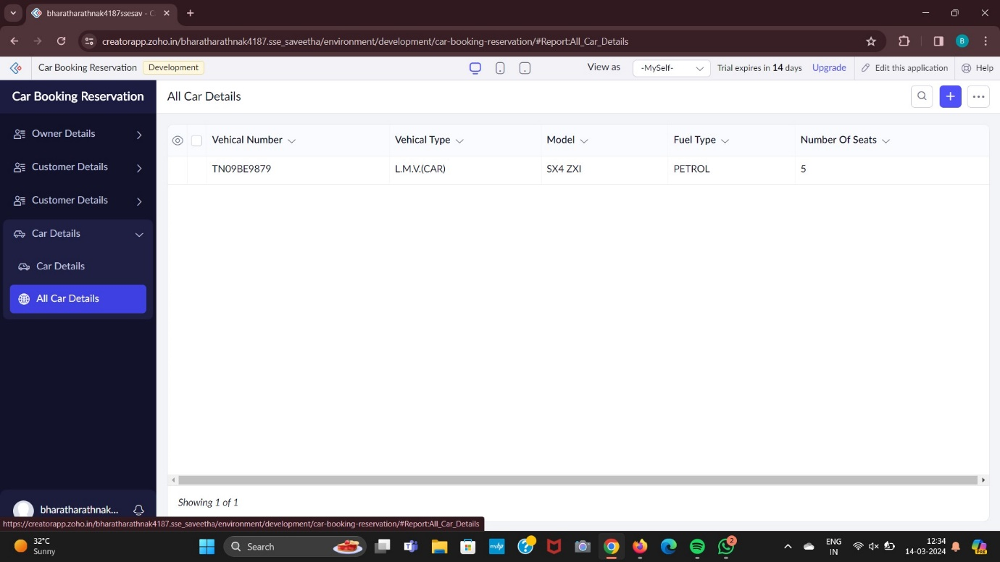 bharatharathnak4187ssesav - C
creatorapp.zoho.in/bharatharathnak4187.sse_saveetha/environment/development/car-booking-reservation/#Report:All_Car_Details
B
Car Booking Reservation Development View as -MySelf- Trial expires in 14 days Upgrade Edit this application Help
Car Booking Reservation
All Car Details
Owner Details
Customer Details
Customer Details
Car Details
Car Details
All Car Details
Vehical Number Vehical Type Model Fuel Type Number Of Seats
TN09BE9879 L.M.V.(CAR) SX4 ZXI PETROL 5
Showing 1 of 1
bharatharathnak...
https://creatorapp.zoho.in/bharatharathnak4187.sse_saveetha/environment/development/car-booking-reservation/#Report:All_Car_Details
32°C
Sunny
Search
myhp
2
ENG
IN
12:34
14-03-2024
PRE